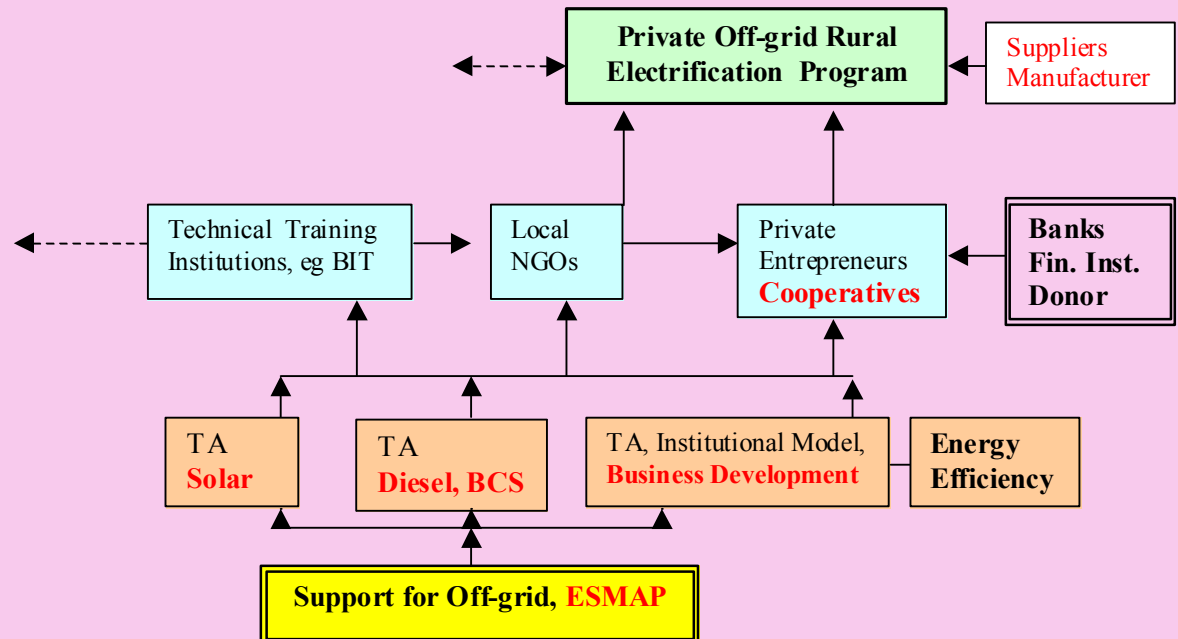 Private Off-grid Rural
Electrification Program
Suppliers
Manufacturer
Technical Training
Institutions, eg BIT
Local
NGOs
Private
Entrepreneurs
Cooperatives
Banks
Fin. Inst.
Donor
TA
Solar
TA
Diesel, BCS
TA, Institutional Model,
Business Development
Energy
Efficiency
Support for Off-grid, ESMAP